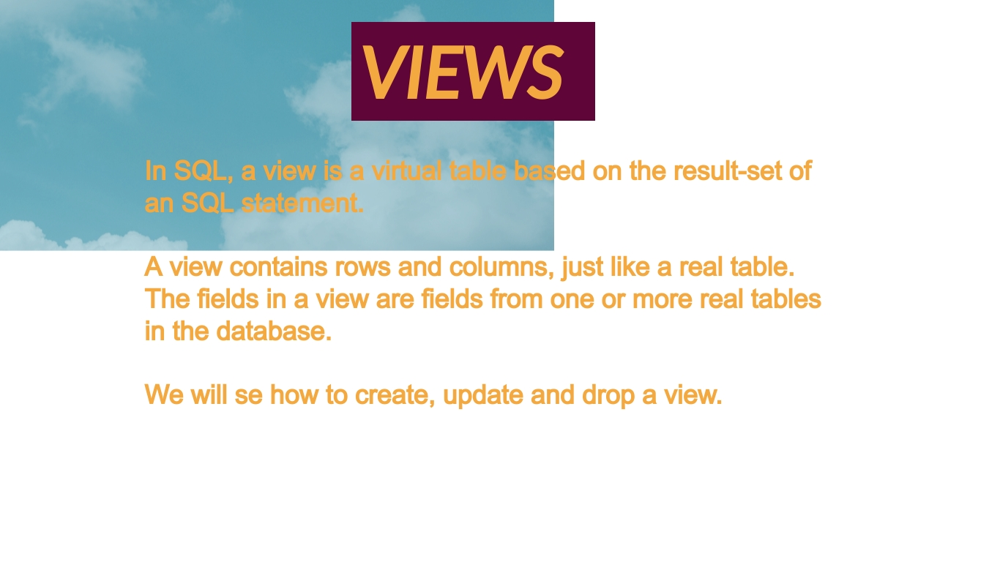 VIEWS
In SQL, a view is a virtual table based on the result-set of
an SQL statement.
A view contains rows and columns, just like a real table.
The fields in a view are fields from one or more real tables
in the database.
We will se how to create, update and drop a view.